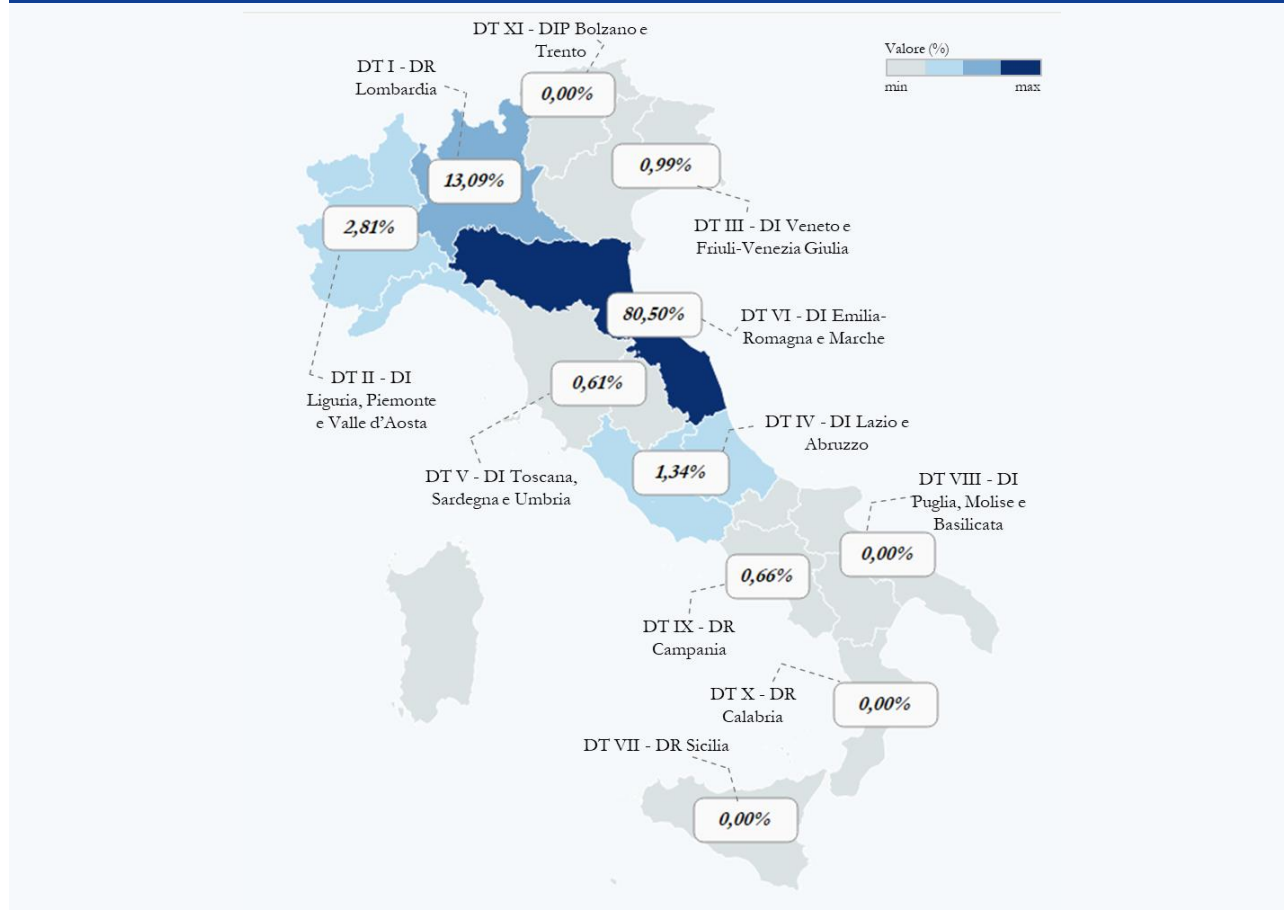 DT XI - DIP Bolzano e
Trento
Valore (%)
min
max
DT I - DR
Lombardia
0,00%
0,99%
13,09%
2,81%
DT III - DI Veneto e
Friuli-Venezia Giulia
80,50%
DT VI - DI Emilia-
Romagna e Marche
DT II - DI
Liguria, Piemonte
e Valle d’Aosta
0,61%
DT IV - DI Lazio e
Abruzzo
DT V - DI Toscana,
Sardegna e Umbria
1,34%
DT VIII - DI
Puglia, Molise e
Basilicata
0,00%
0,66%
DT IX - DR
Campania
DT X - DR
Calabria
0,00%
DT VII - DR Sicilia
0,00%